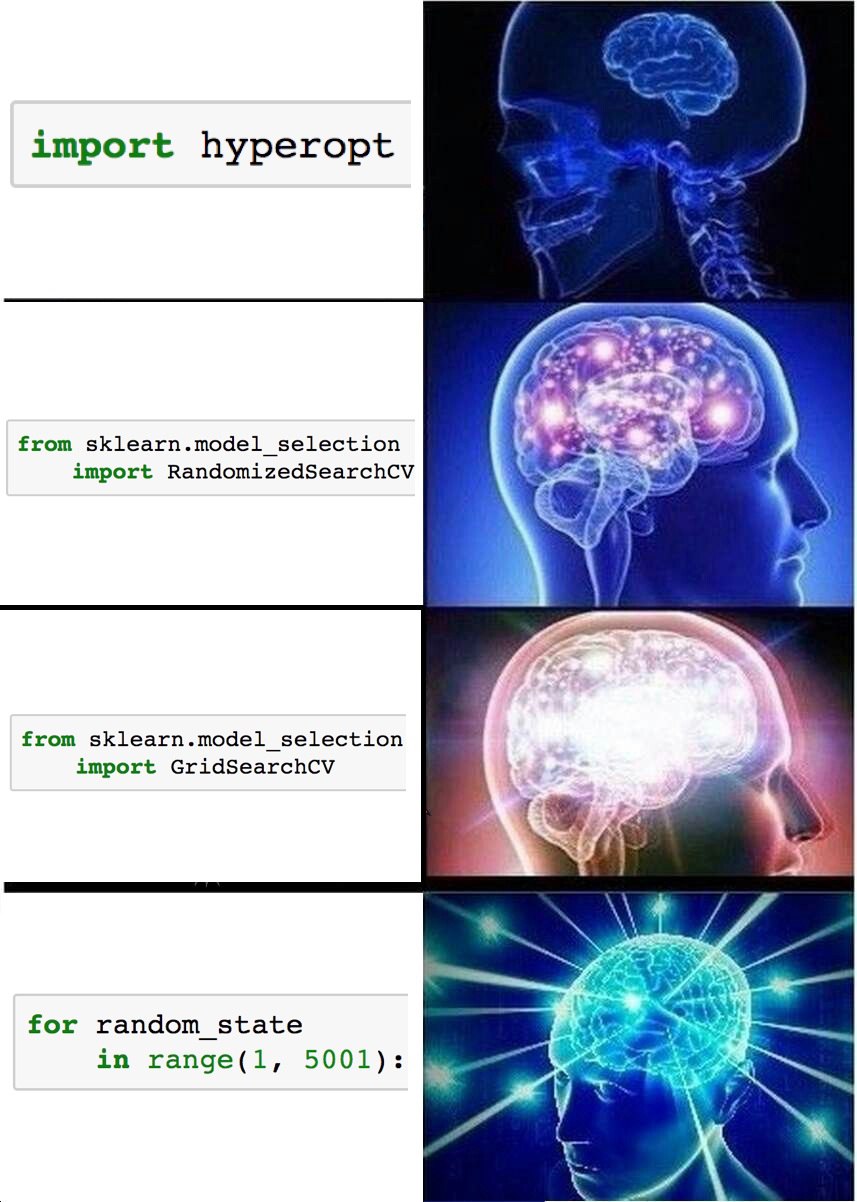 import hyperopt
from sklearn.model_selection
import RandomizedSearchCV
from sklearn.model_selection
import GridSearchCV
for random_state
in range(1, 5001):